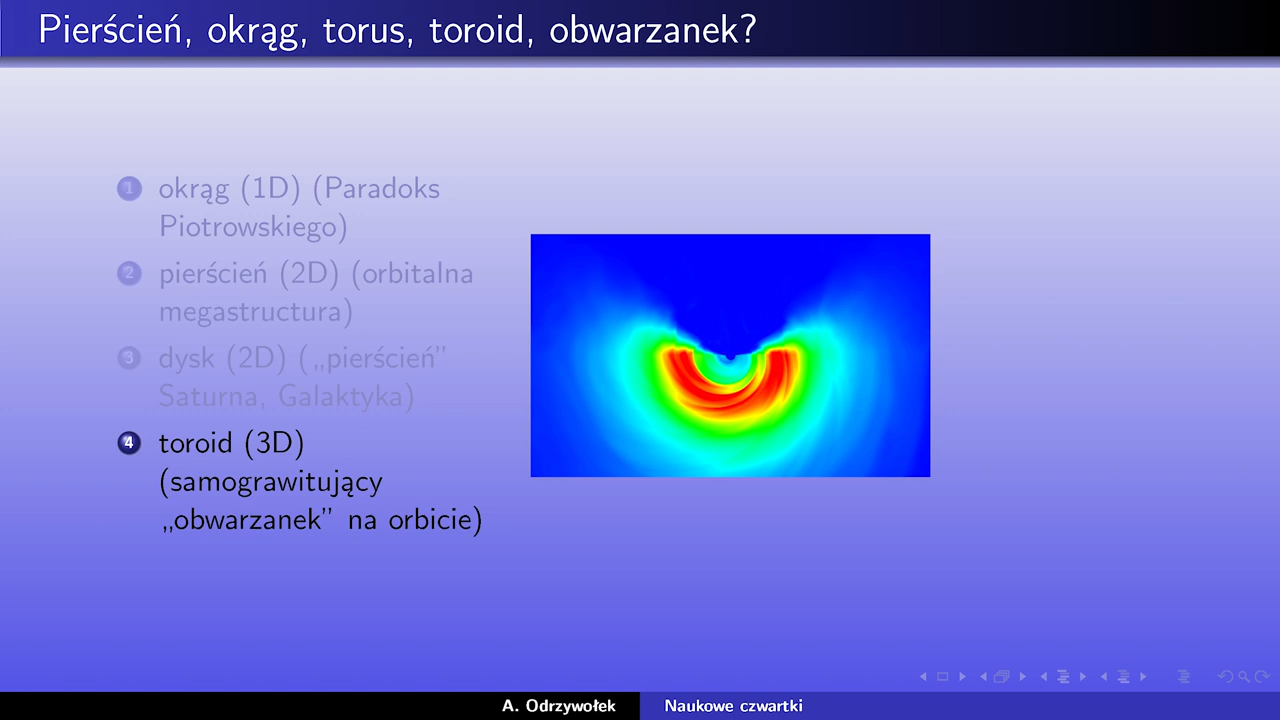 Pierścień, okrąg, torus, toroid, obwarzanek?
1 okrąg (1D) (Paradoks
Piotrowskiego)
2 pierścień (2D) (orbitalna
megastructura)
3 dysk (2D) („pierścień”
Saturna, Galaktyka)
4 toroid (3D)
(samograwitujący
„obwarzanek” na orbicie)
A. Odrzywołek
Naukowe czwartki